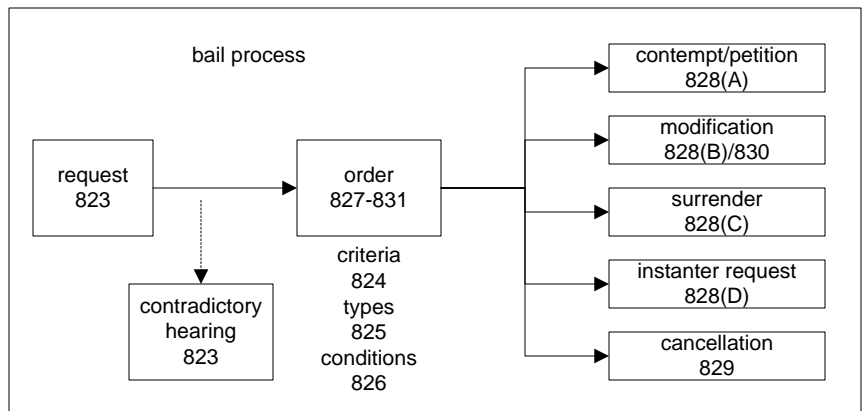 bail process
request
823
contradictory
hearing
823
order
827-831
criteria
824
types
825
conditions
826
contempt/petition
828(A)
modification
828(B)/830
surrender
828(C)
instanter request
828(D)
cancellation
829